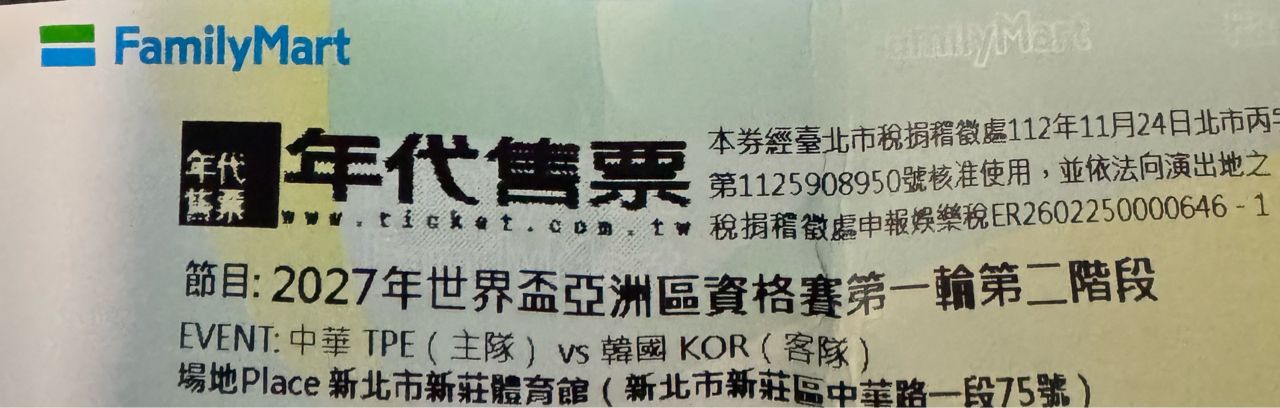 FamilyMart
FamilyMart
年代售票
年代售票
www.ticket.com.tw
本券經臺北市稅捐稽徵處112年11月24日北市丙字
第1125908950號核准使用，並依法向演出地之
稅捐稽徵處申報娛樂稅ER2602250000646 - 1
節目: 2027年世界盃亞洲區資格賽第一輪第二階段
EVENT: 中華 TPE ( 主隊 ) vs 韓國 KOR ( 客隊 )
場地Place 新北市新莊體育館 ( 新北市新莊區中華路一段75號 )